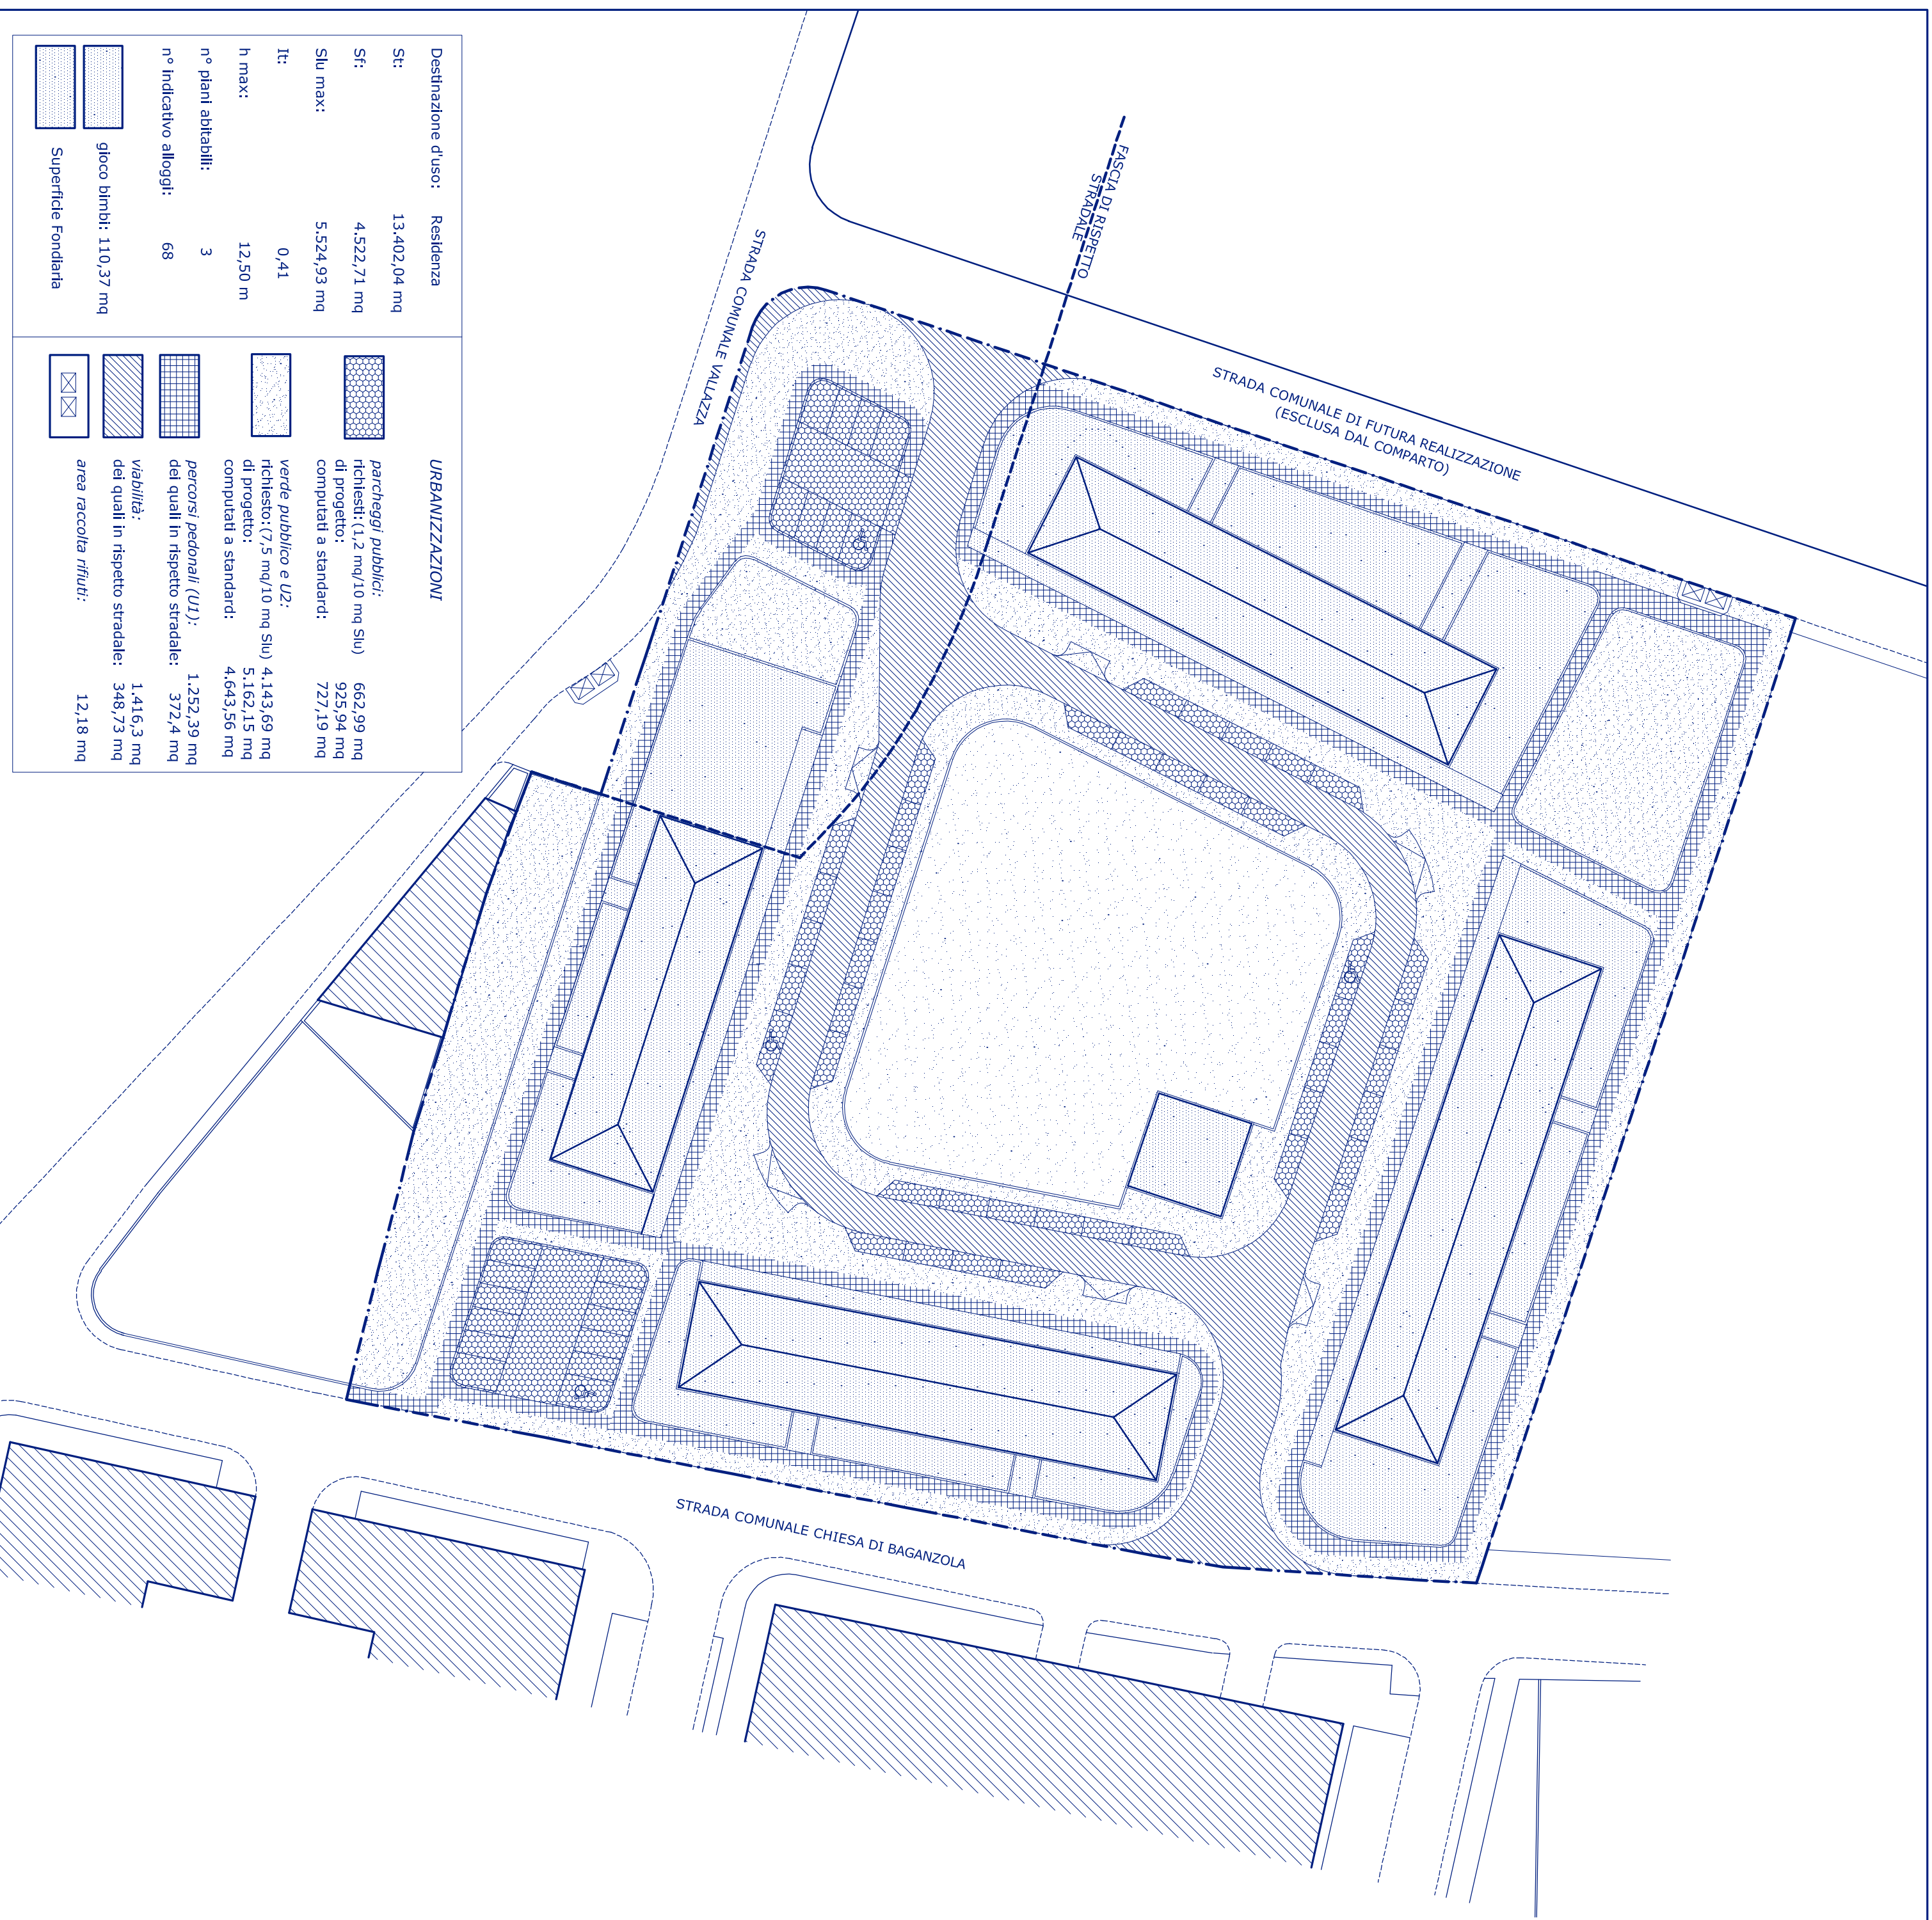 Destinazione d'uso: Residenza
St: 13.402,04 mq
Sf: 4.522,71 mq
Slu max: 5.524,93 mq
It: 0,41
h max: 12,50 m
n° piani abitabili: 3
n° indicativo alloggi: 68
gioco bimbi: 110,37 mq
Superficie Fondiaria
URBANIZZAZIONI
parcheggi pubblici:
richiesti:(1,2 mq/10 mq Slu) 662,99 mq
di progetto: 925,94 mq
computati a standard: 727,19 mq
verde pubblico e U2:
richiesto:(7,5 mq/10 mq Slu) 4.143,69 mq
di progetto: 5.162,15 mq
computati a standard: 4.643,56 mq
percorsi pedonali (U1): 1.252,39 mq
dei quali in rispetto stradale: 372,4 mq
viabilità: 1.416,3 mq
dei quali in rispetto stradale: 348,73 mq
area raccolta rifiuti: 12,18 mq
FASCIA DI RISPETTO
STRADALE
STRADA COMUNALE VALLAZZA
STRADA COMUNALE DI FUTURA REALIZZAZIONE
(ESCLUSA DAL COMPARTO)
STRADA COMUNALE CHIESA DI BAGANZOLA